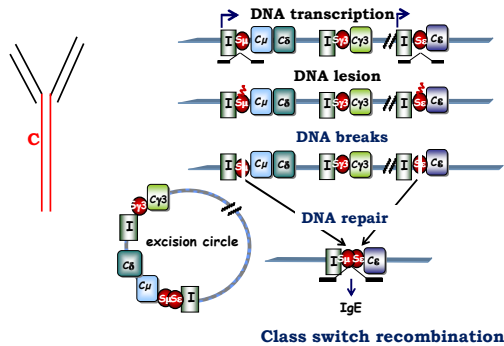 DNA transcription
I Sμ Cμ Cδ I Sγ3 Cγ3 I Sε Cε
DNA lesion
I Sμ Cμ Cδ I Sγ3 Cγ3 I Sε Cε
C
DNA breaks
I Sμ Cμ Cδ I Sγ3 Cγ3 I Sε Cε
Sγ3 Cγ3
I
DNA repair
excision circle
Cδ
Cμ
SμSε I
I Sμ Sε Cε
IgE
Class switch recombination